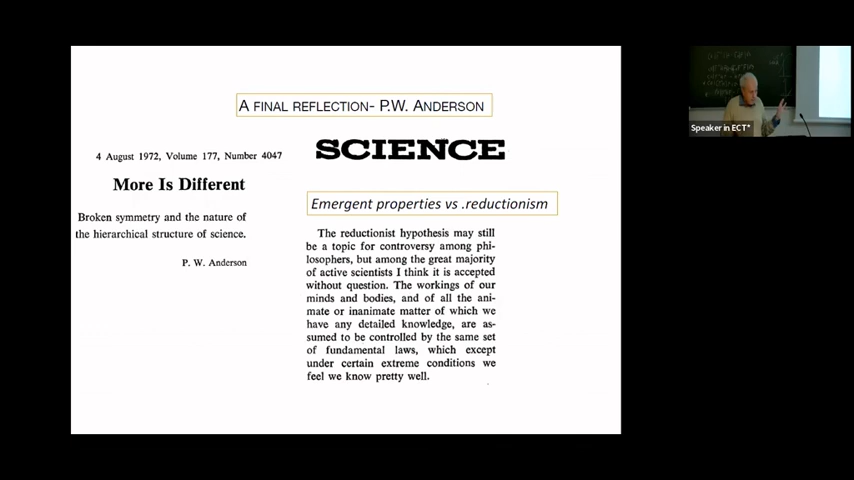 A FINAL REFLECTION- P.W. ANDERSON
4 August 1972, Volume 177, Number 4047
SCIENCE
More Is Different
Broken symmetry and the nature of
the hierarchical structure of science.
P. W. Anderson
Emergent properties vs .reductionism
The reductionist hypothesis may still
be a topic for controversy among phi-
losophers, but among the great majority
of active scientists I think it is accepted
without question. The workings of our
minds and bodies, and of all the ani-
mate or inanimate matter of which we
have any detailed knowledge, are as-
sumed to be controlled by the same set
of fundamental laws, which except
under certain extreme conditions we
feel we know pretty well.
Speaker in ECT*